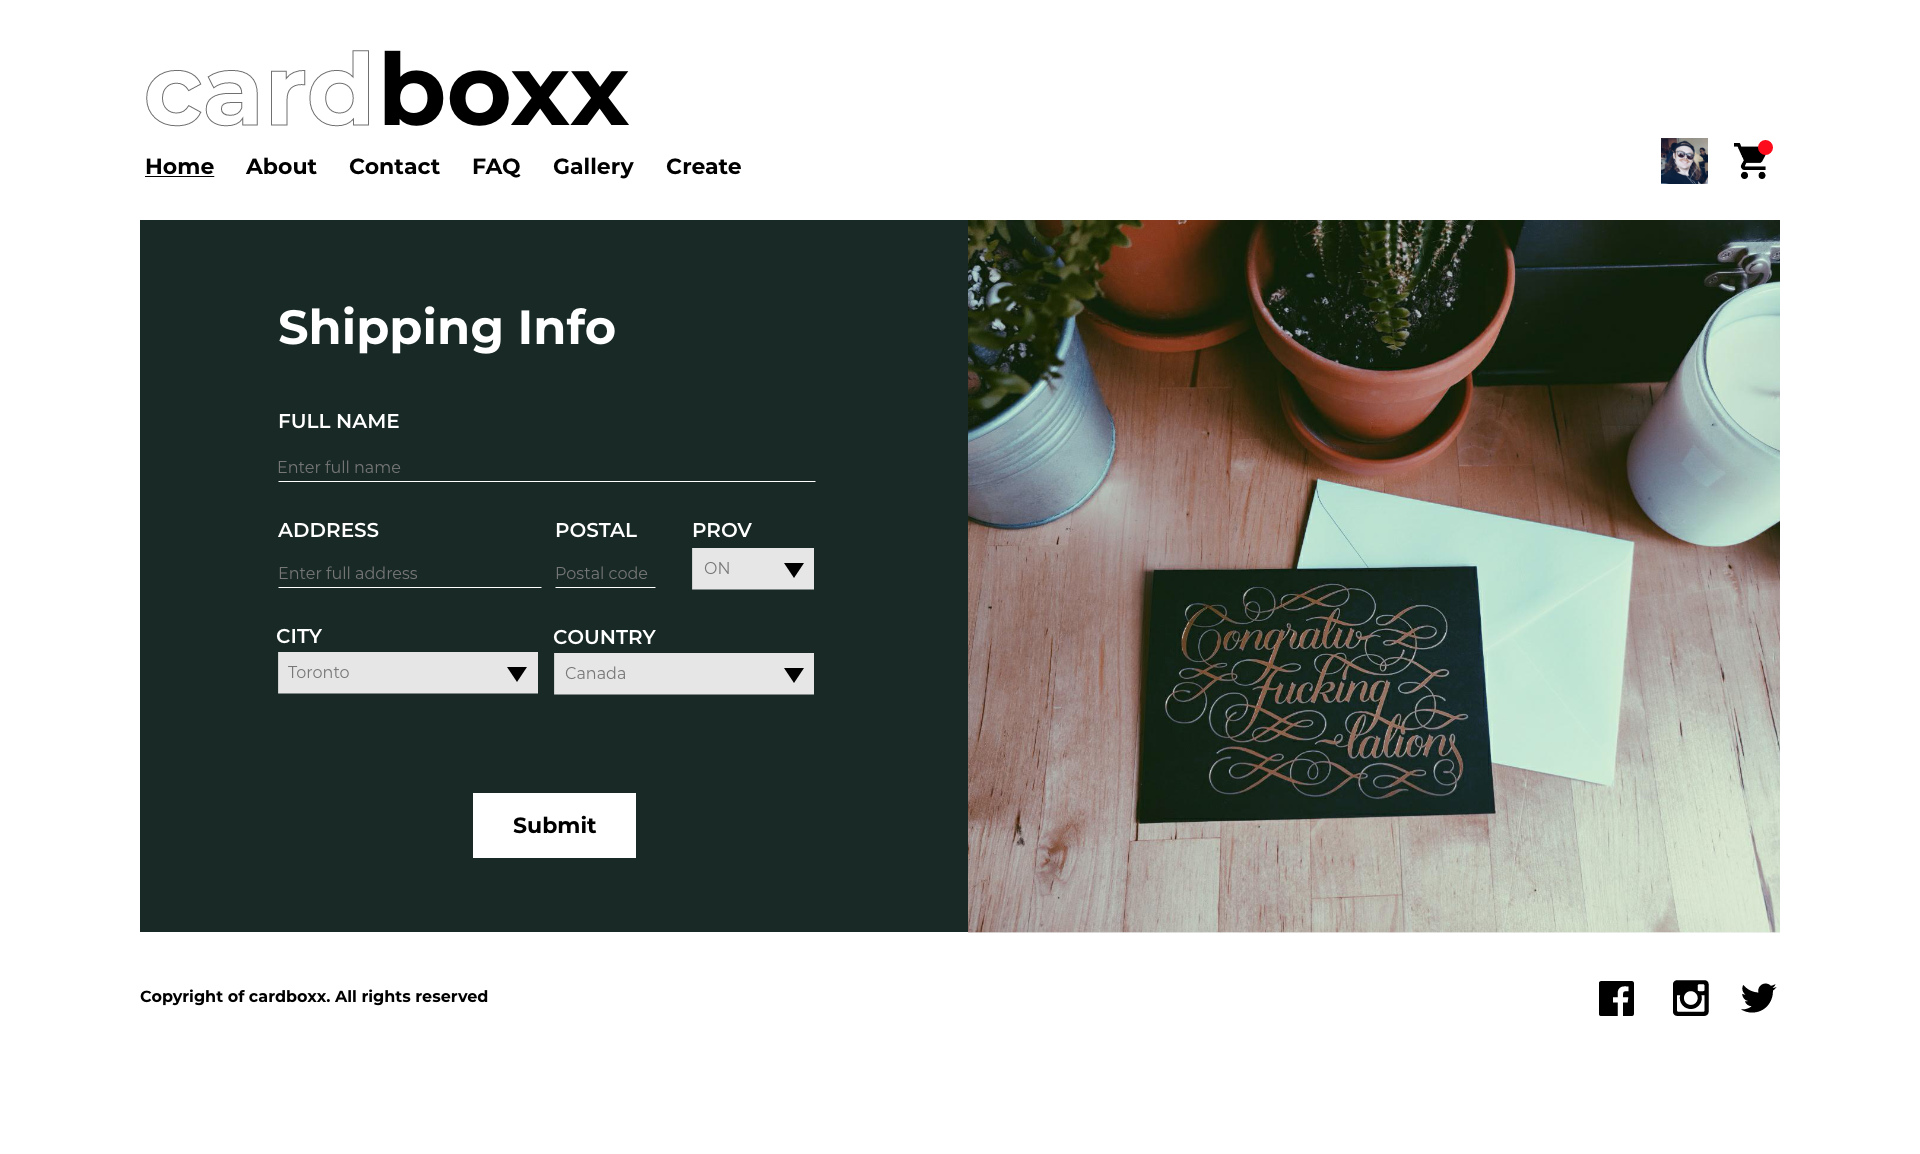 cardboxx
Home About Contact FAQ Gallery Create
Shipping Info
FULL NAME
Enter full name
ADDRESS POSTAL PROV
Enter full address Postal code ON
CITY COUNTRY
Toronto Canada
Submit
Congratu
Fucking
lations
Copyright of cardboxx. All rights reserved